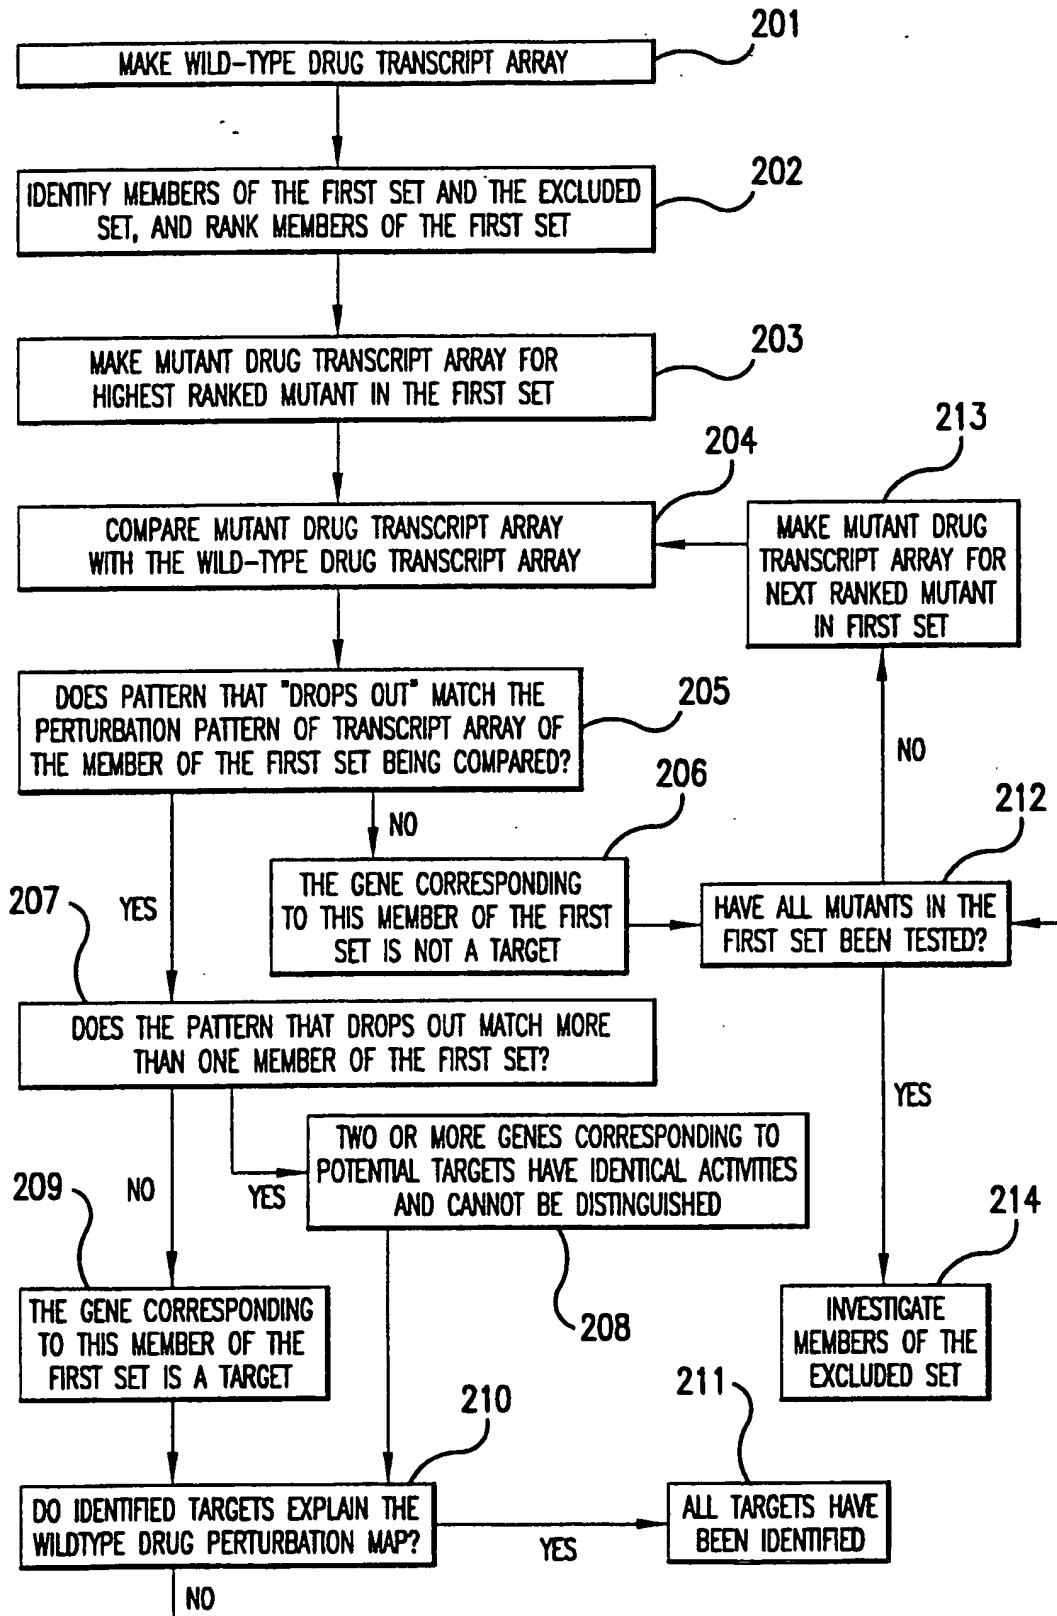 201
MAKE WILD-TYPE DRUG TRANSCRIPT ARRAY
202
IDENTIFY MEMBERS OF THE FIRST SET AND THE EXCLUDED
SET, AND RANK MEMBERS OF THE FIRST SET
203
MAKE MUTANT DRUG TRANSCRIPT ARRAY FOR
HIGHEST RANKED MUTANT IN THE FIRST SET
204
COMPARE MUTANT DRUG TRANSCRIPT ARRAY
WITH THE WILD-TYPE DRUG TRANSCRIPT ARRAY
213
MAKE MUTANT DRUG
TRANSCRIPT ARRAY FOR
NEXT RANKED MUTANT
IN FIRST SET
205
DOES PATTERN THAT "DROPS OUT" MATCH THE
PERTURBATION PATTERN OF TRANSCRIPT ARRAY OF
THE MEMBER OF THE FIRST SET BEING COMPARED?
NO
206
NO
212
THE GENE CORRESPONDING
TO THIS MEMBER OF THE FIRST
SET IS NOT A TARGET
HAVE ALL MUTANTS IN THE
FIRST SET BEEN TESTED?
207
YES
DOES THE PATTERN THAT DROPS OUT MATCH MORE
THAN ONE MEMBER OF THE FIRST SET?
YES
TWO OR MORE GENES CORRESPONDING TO
POTENTIAL TARGETS HAVE IDENTICAL ACTIVITIES
AND CANNOT BE DISTINGUISHED
209
NO
YES
208
214
THE GENE CORRESPONDING
TO THIS MEMBER OF THE
FIRST SET IS A TARGET
INVESTIGATE
MEMBERS OF THE
EXCLUDED SET
210
211
DO IDENTIFIED TARGETS EXPLAIN THE
WILDTYPE DRUG PERTURBATION MAP?
YES
ALL TARGETS HAVE
BEEN IDENTIFIED
NO